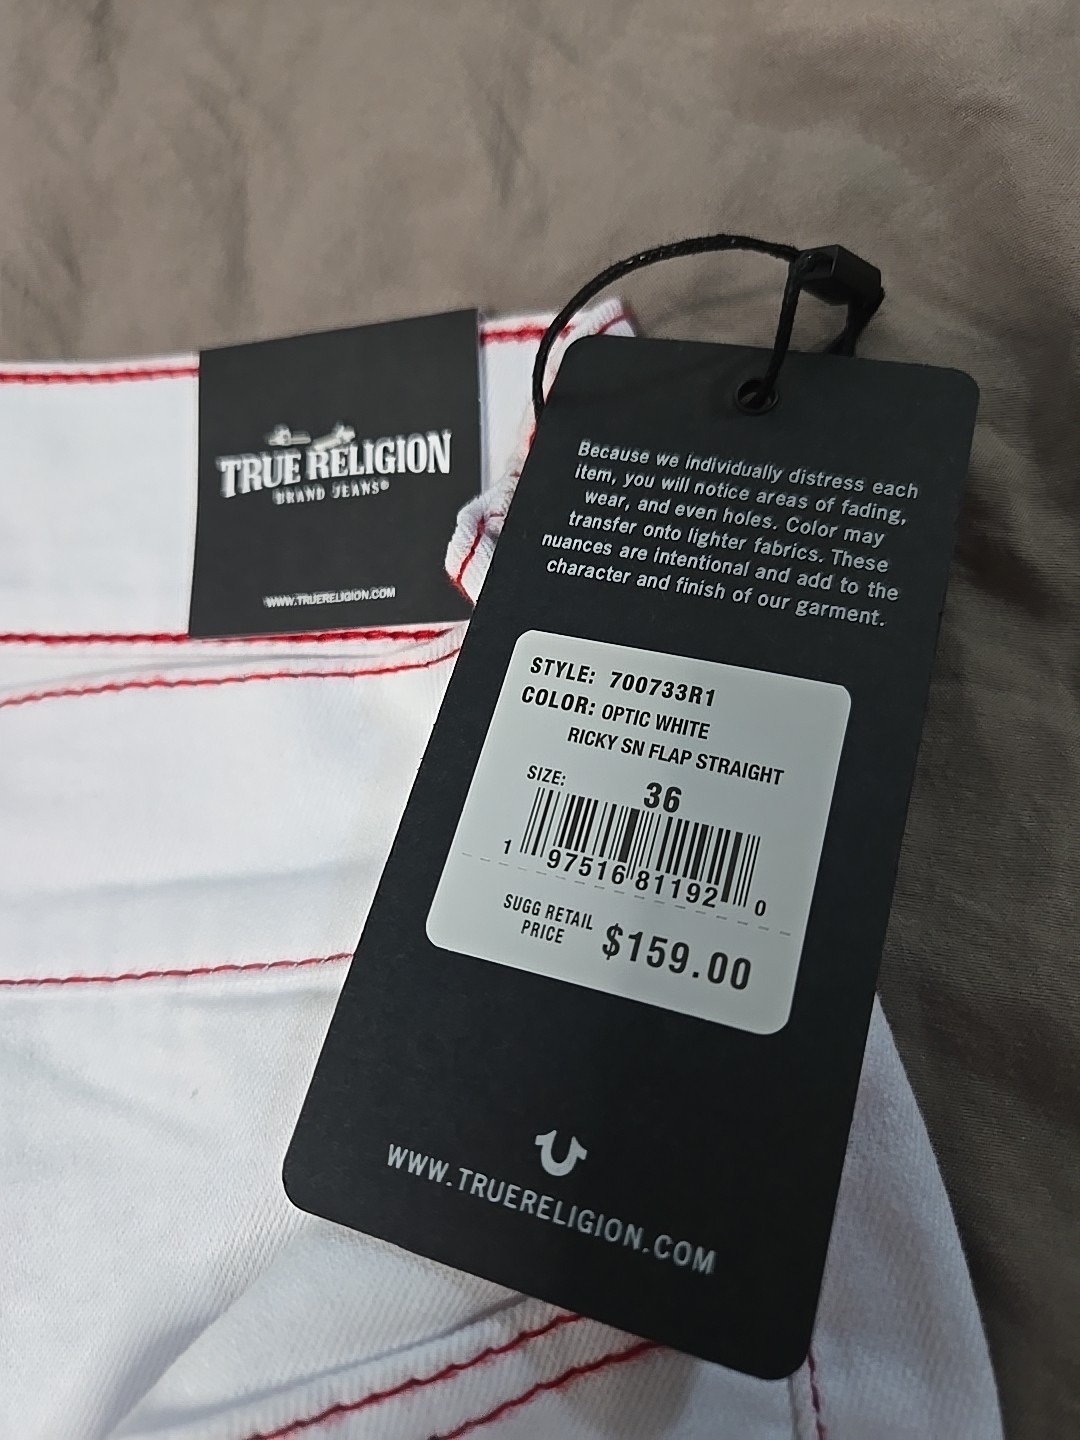 TRUE RELIGION
BRAND JEANS®
WWW.TRUERELIGION.COM
Because we individually distress each
item, you will notice areas of fading,
wear, and even holes. Color may
transfer onto lighter fabrics. These
nuances are intentional and add to the
character and finish of our garment.
STYLE: 700733R1
COLOR: OPTIC WHITE
RICKY SN FLAP STRAIGHT
SIZE: 36
1 97516 81192 0
SUGG RETAIL
PRICE $159.00
WWW.TRUERELIGION.COM